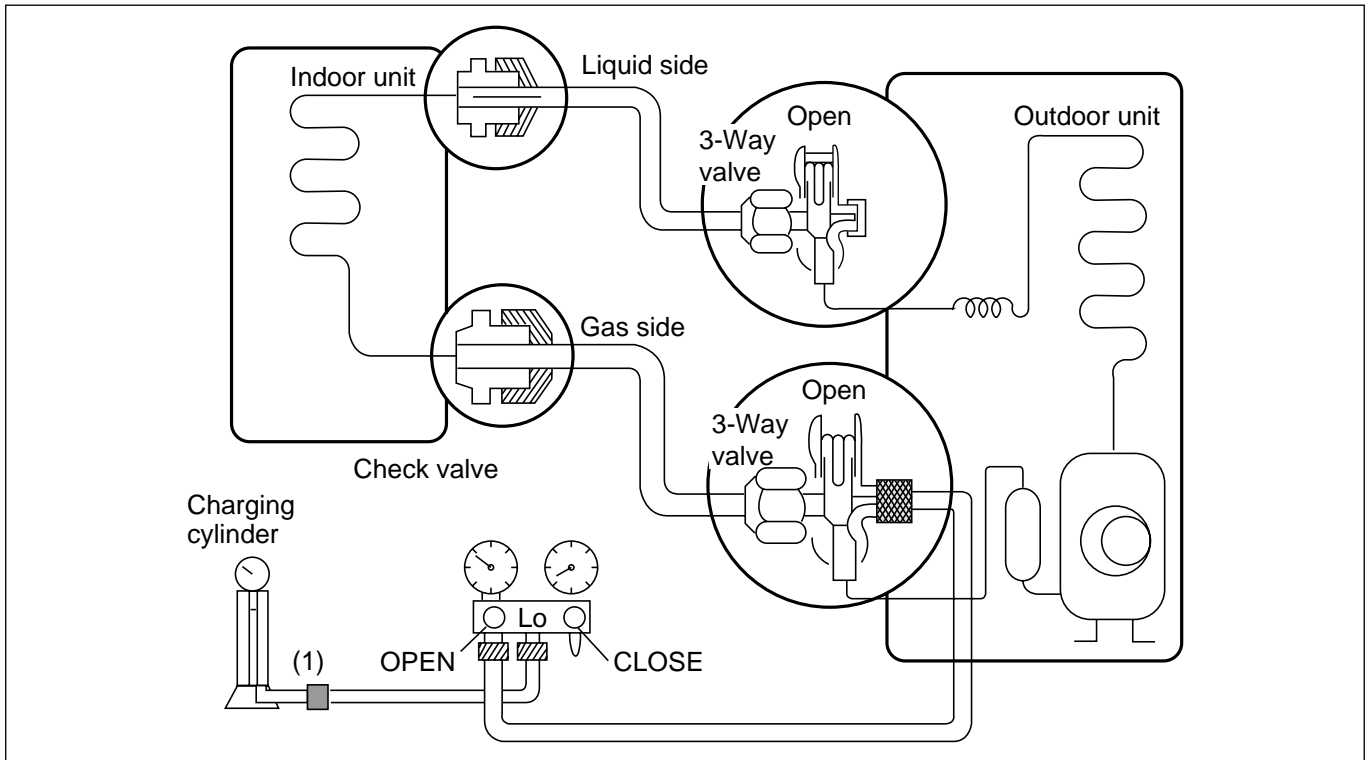 Indoor unit
Liquid side
Open
3-Way
valve
Outdoor unit
Gas side
Open
3-Way
valve
Check valve
Charging
cylinder
Lo
(1)
OPEN
CLOSE